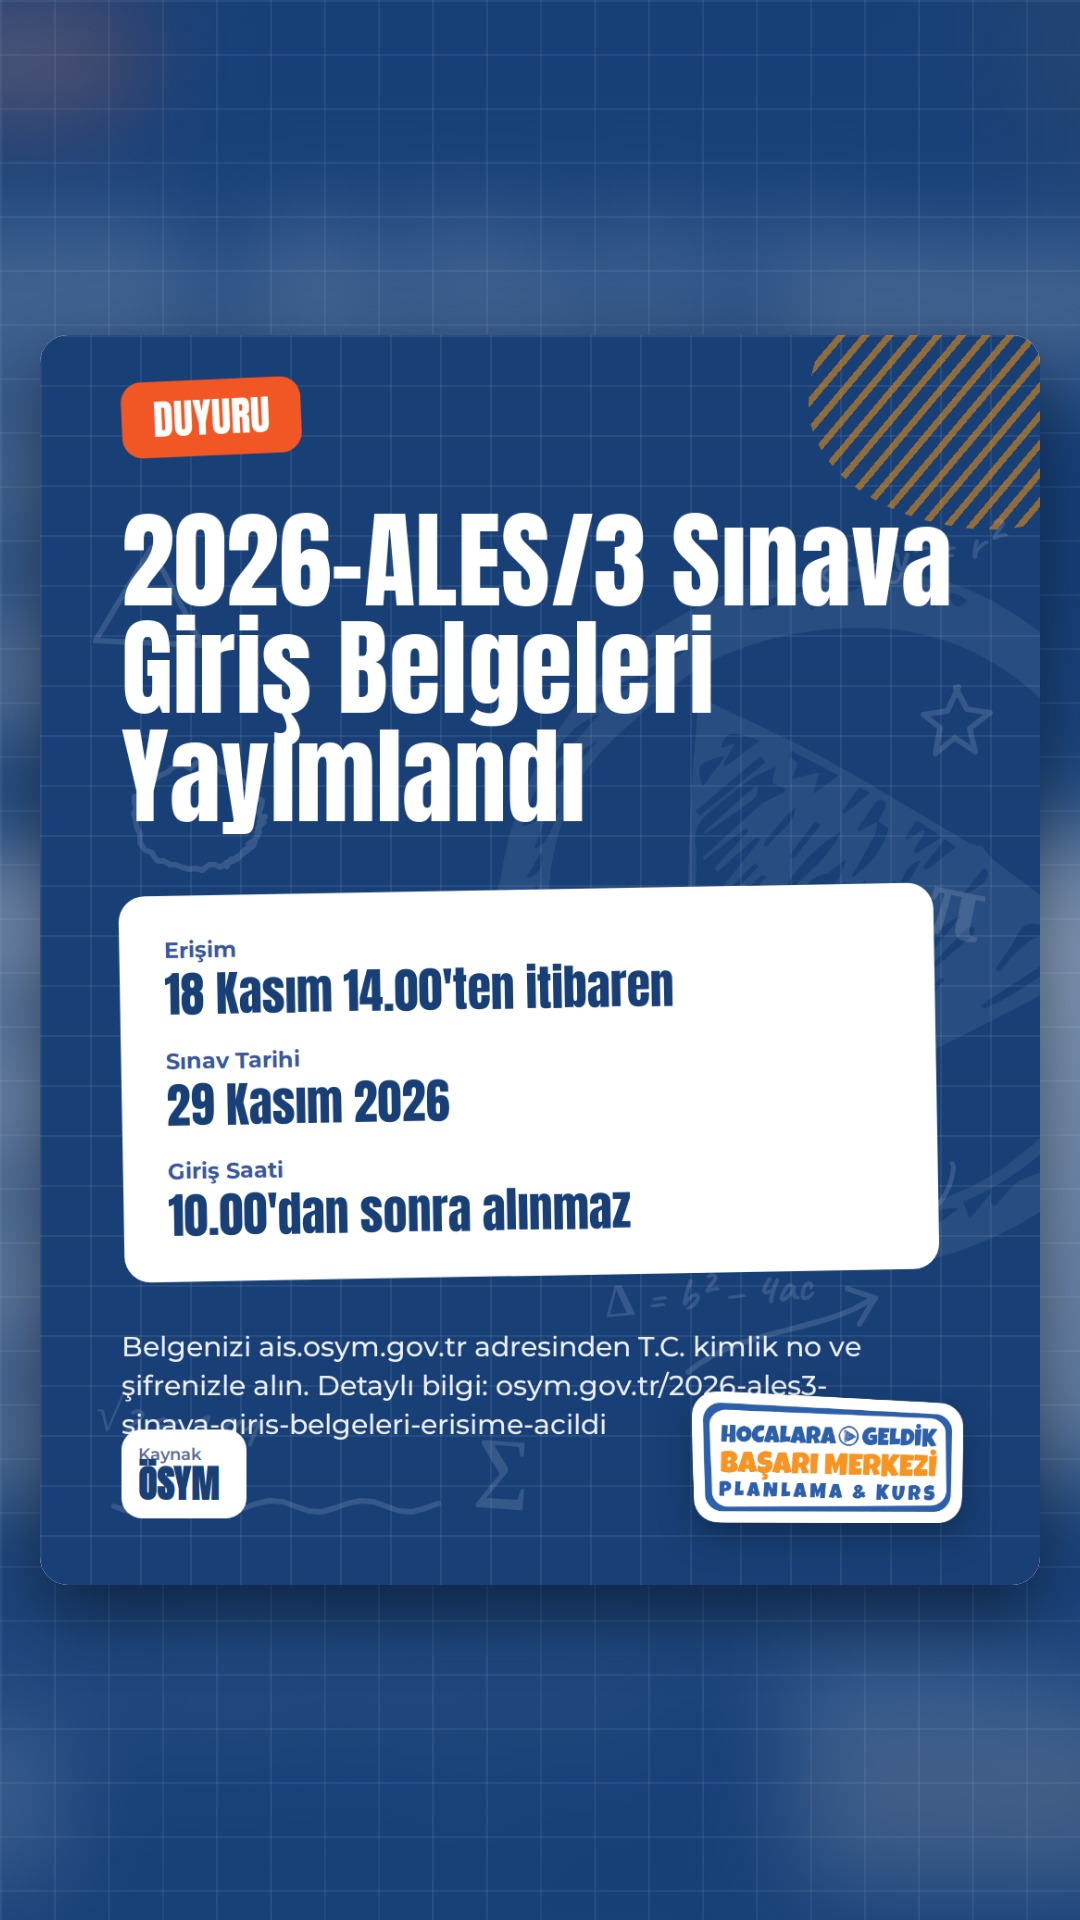 DUYURU
2026-ALES/3 Sınava
Giriş Belgeleri
Yayımlandı
Erişim
18 Kasım 14.00'ten itibaren
Sınav Tarihi
29 Kasım 2026
Giriş Saati
10.00'dan sonra alınmaz
Δ = b² - 4ac
Belgenizi ais.osym.gov.tr adresinden T.C. kimlik no ve
şifrenizle alın. Detaylı bilgi: osym.gov.tr/2026-ales3-
sinava-giris-belgeleri-erisime-acildi
Kaynak
ÖSYM
Σ
π
HOCALARA GELDİK
BAŞARI MERKEZİ
PLANLAMA & KURS